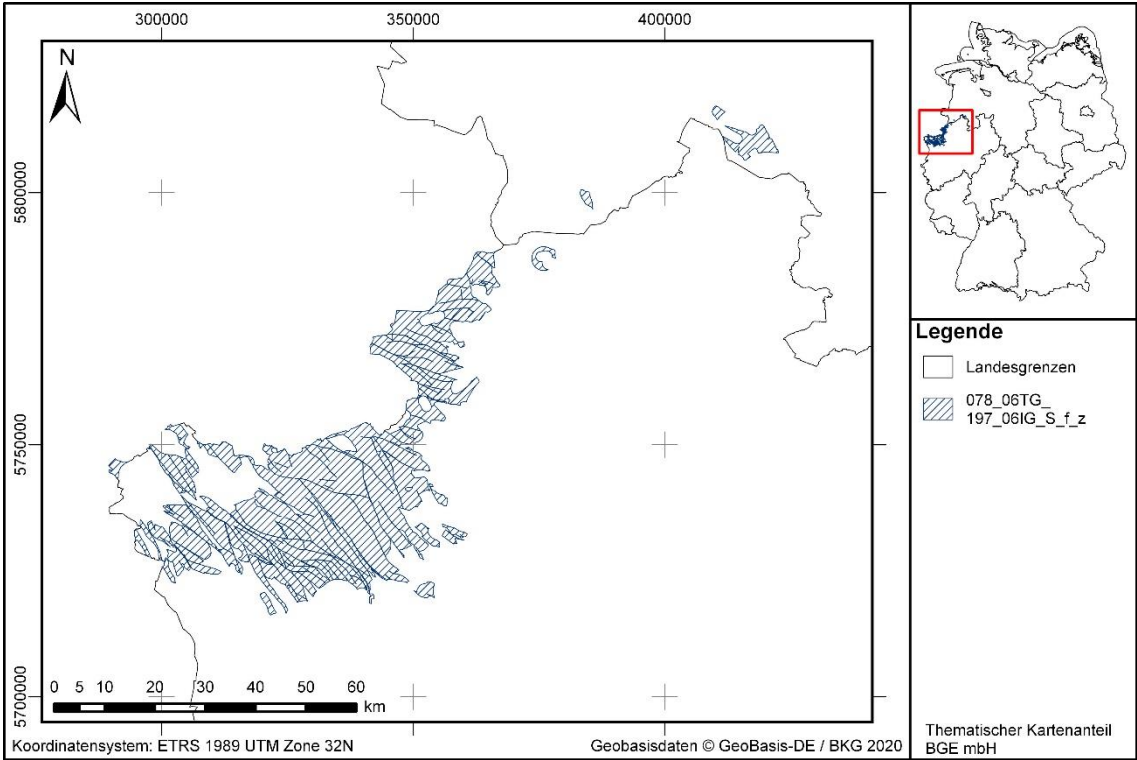 300000
350000
400000
N
5800000
5750000
5700000
0 5 10 20 30 40 50 60
km
Koordinatensystem: ETRS 1989 UTM Zone 32N
Geobasisdaten © GeoBasis-DE / BKG 2020
Legende
Landesgrenzen
078_06TG_
197_06IG_S_f_z
Thematischer Kartenanteil
BGE mbH